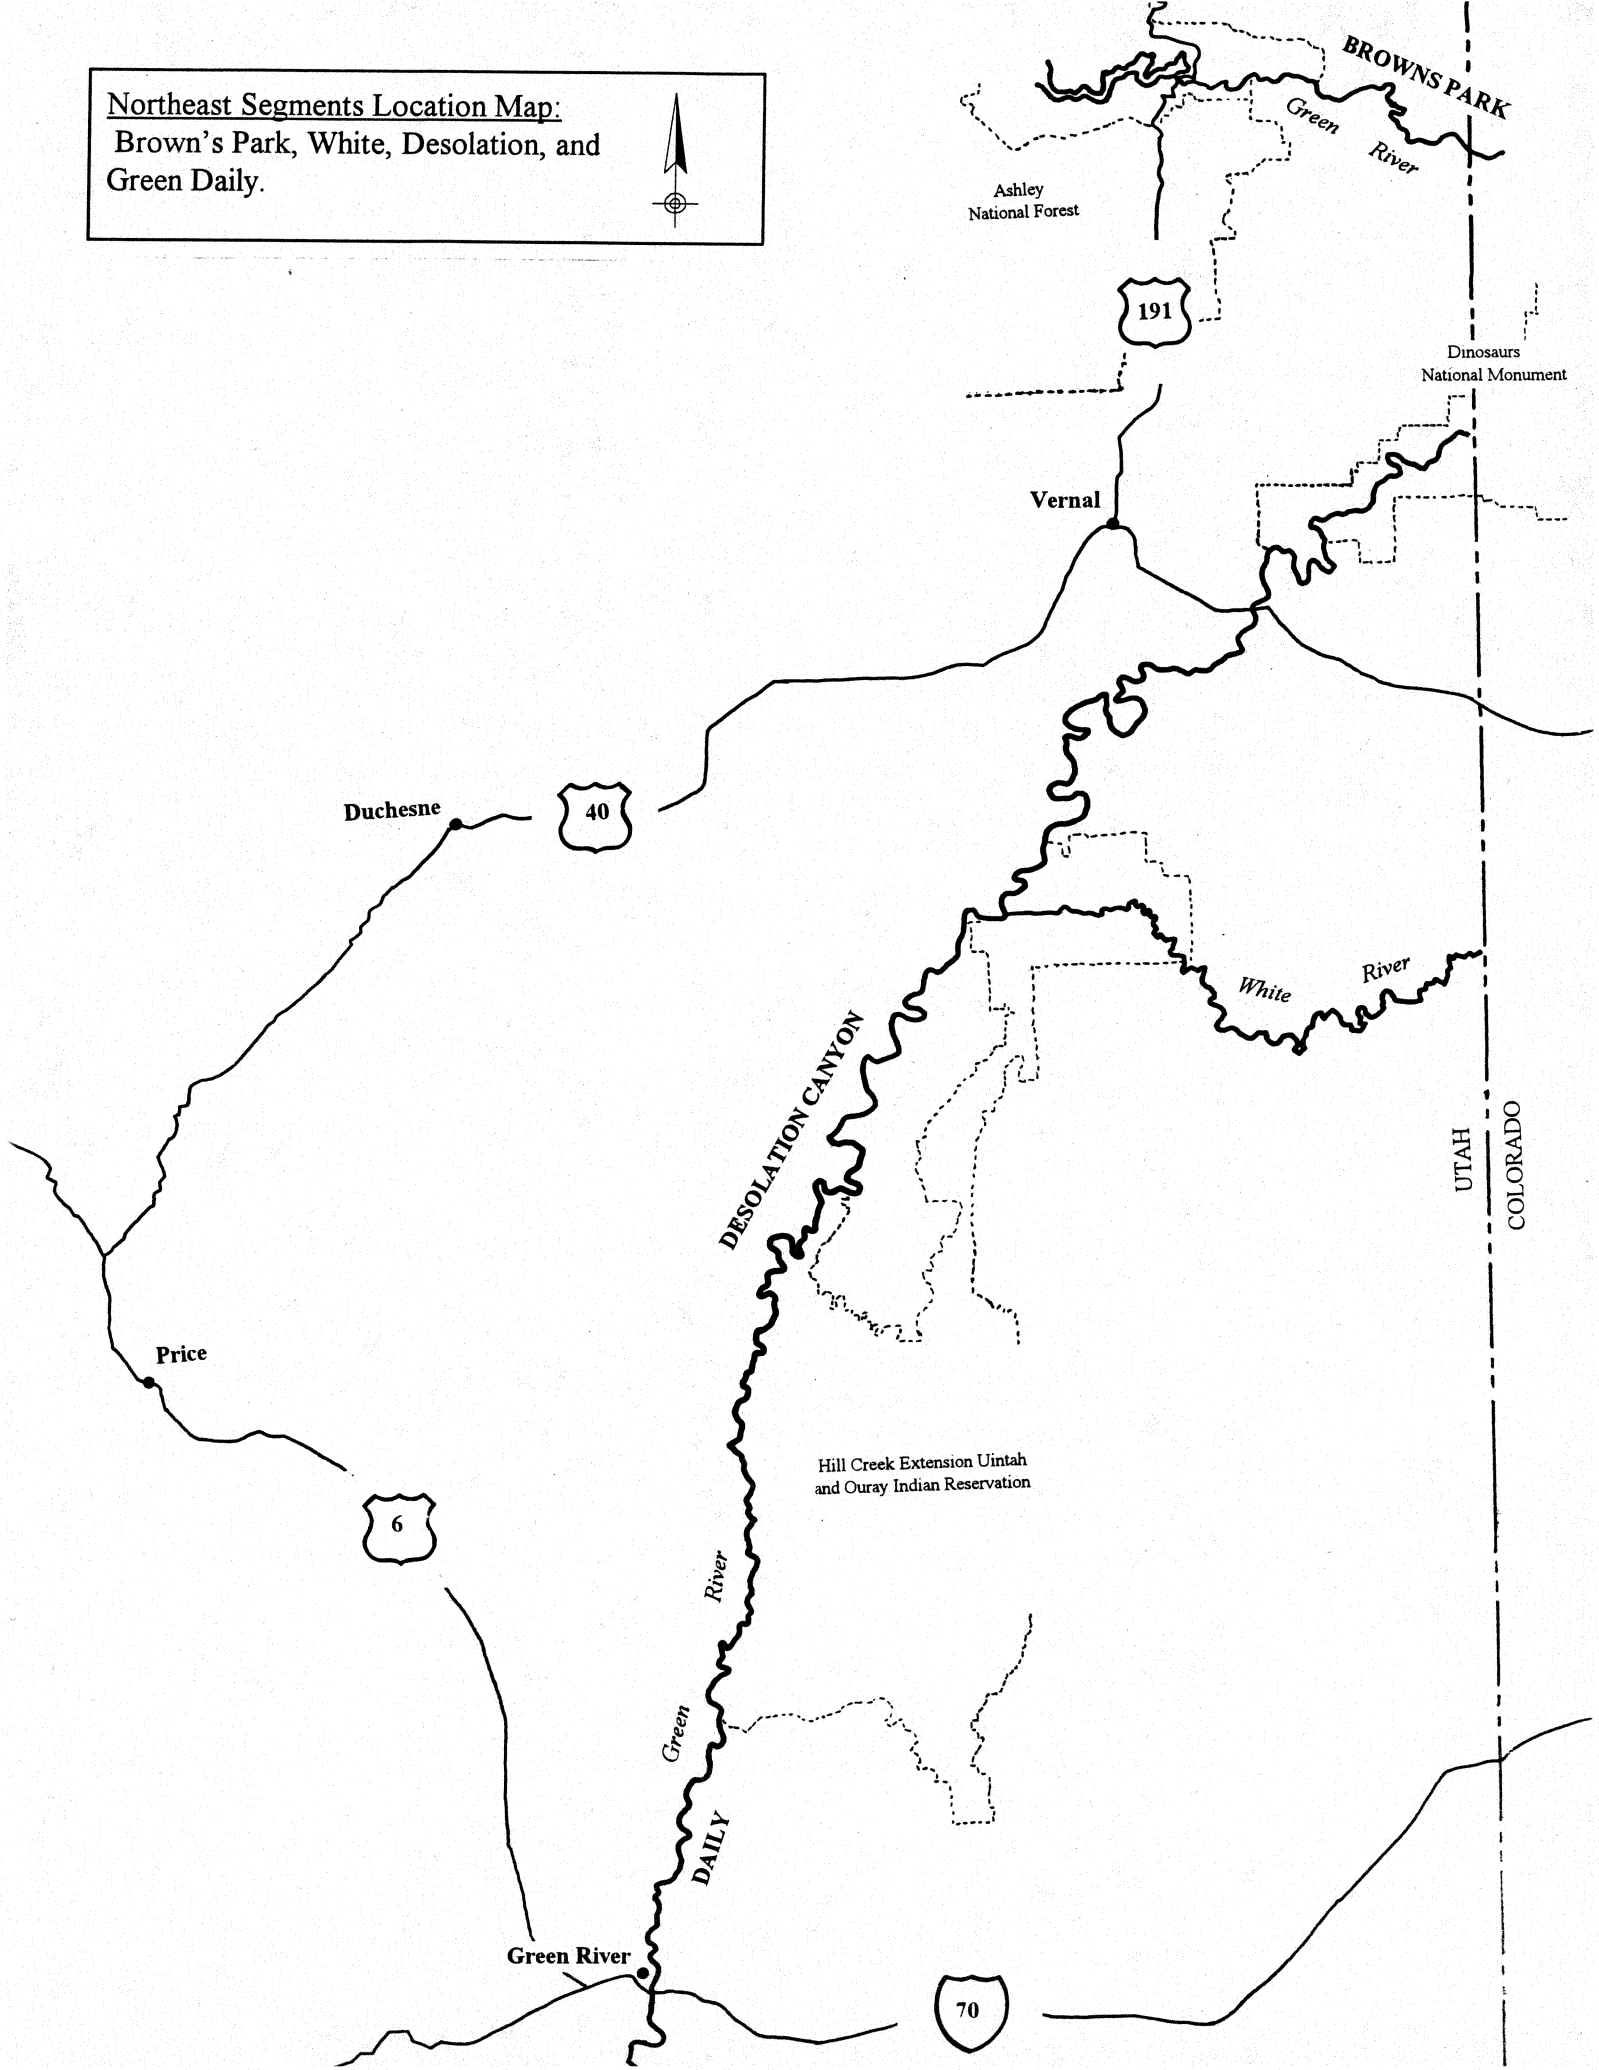 Northeast Segments Location Map:
Brown's Park, White, Desolation, and
Green Daily.
BROWNS PARK
Green
River
Ashley
National Forest
191
Dinosaurs
National Monument
Vernal
Duchesne
40
White
River
DESOLATION CANYON
UTAH
COLORADO
Price
Hill Creek Extension Uintah
and Ouray Indian Reservation
6
River
Green
DAILY
Green River
70